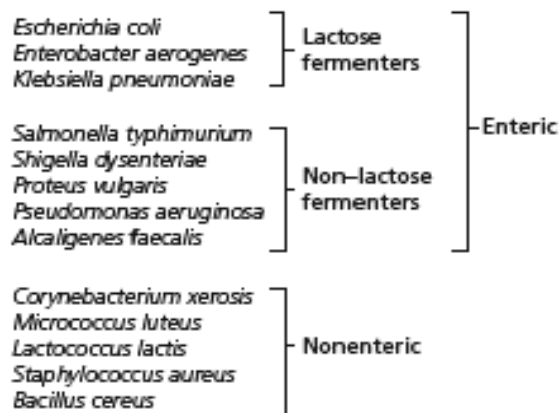 Escherichia coli
Enterobacter aerogenes
Klebsiella pneumoniae
Lactose
fermenters
Salmonella typhimurium
Shigella dysenteriae
Proteus vulgaris
Pseudomonas aeruginosa
Alcaligenes faecalis
Non–lactose
fermenters
Enteric
Corynebacterium xerosis
Micrococcus luteus
Lactococcus lactis
Staphylococcus aureus
Bacillus cereus
Nonenteric